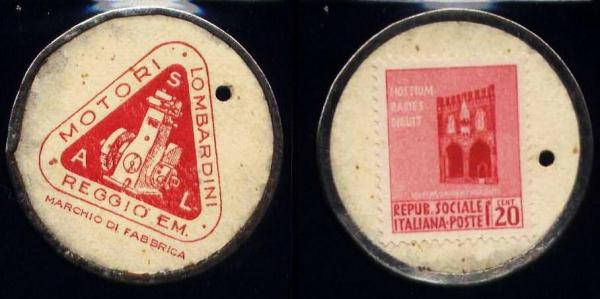 MOTORI
LOMBARDINI
REGGIO EM.
S
A
L
MARCHIO DI FABBRICA
HOSTIUM
RABIES
DIRUIT
REPUB. SOCIALE
ITALIANA·POSTE
CENT
20